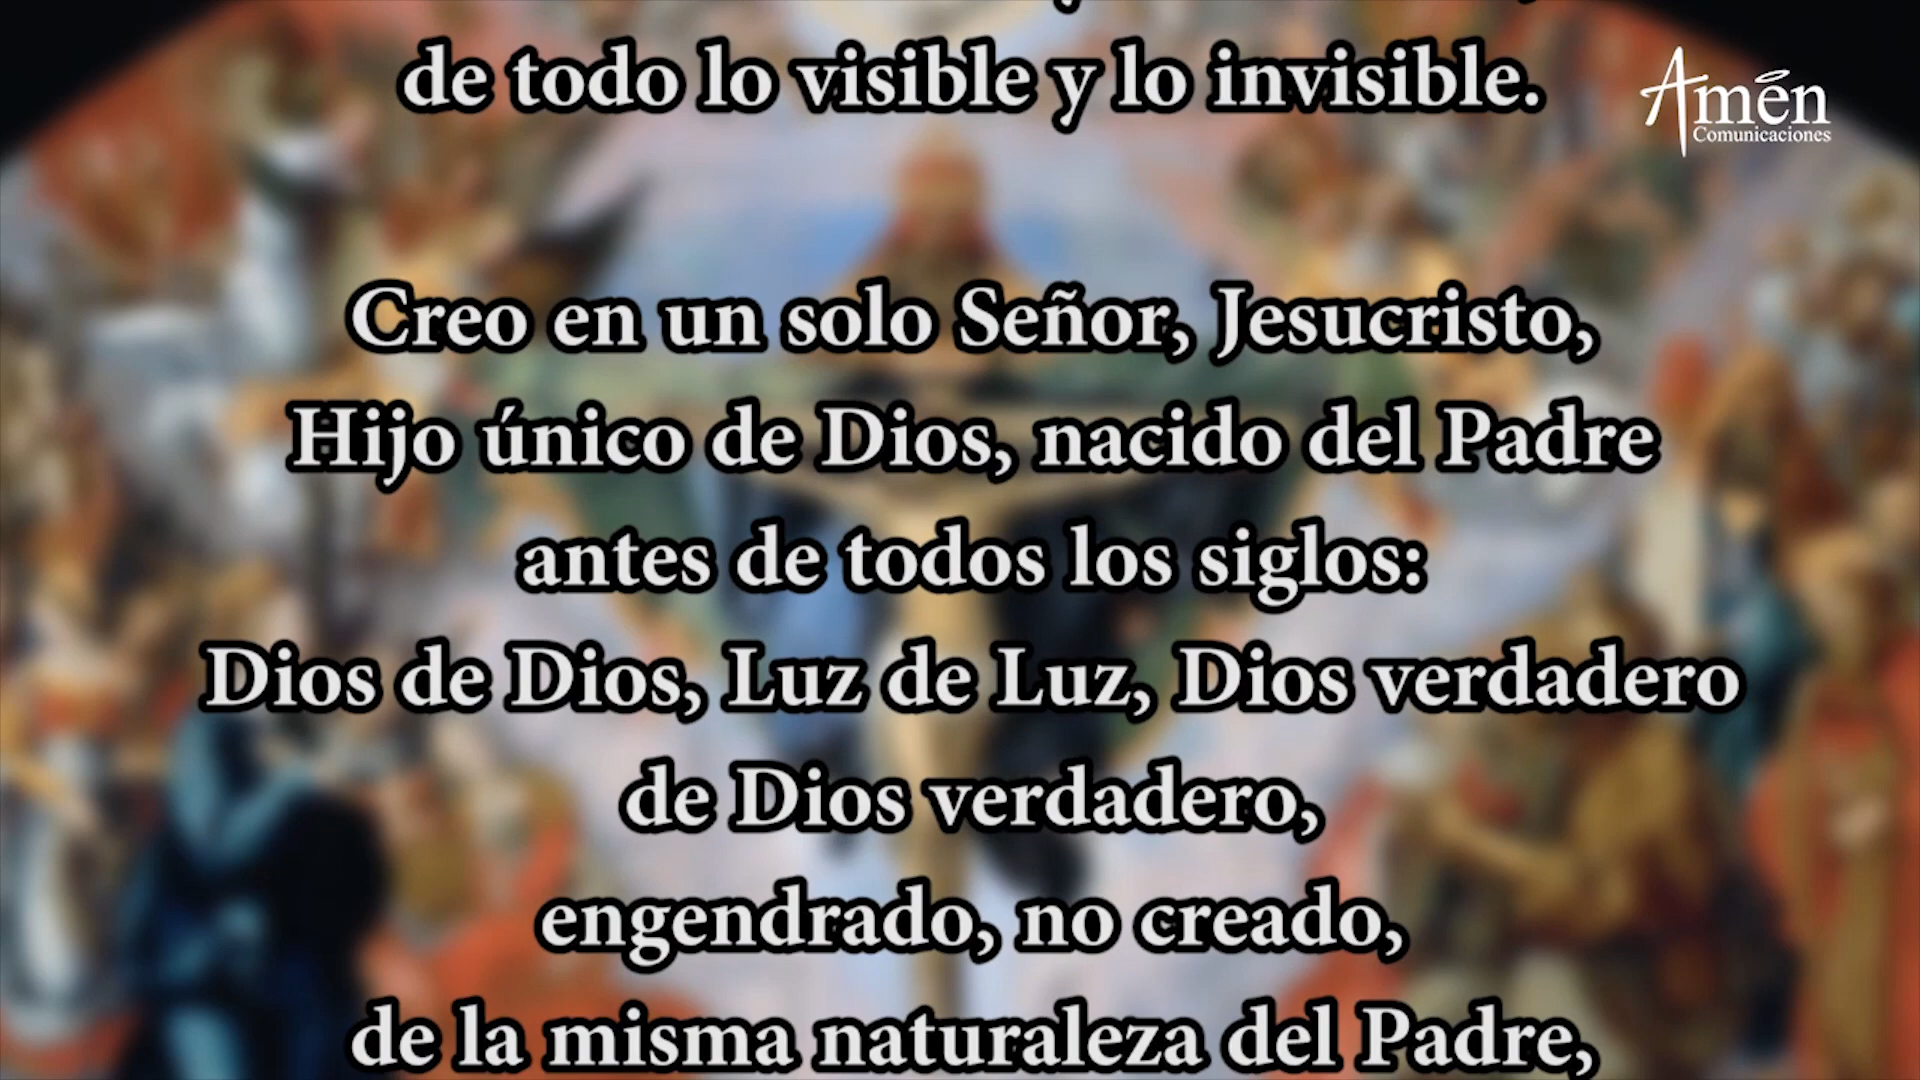 de todo lo visible y lo invisible.
Amén
Comunicaciones
Creo en un solo Señor, Jesucristo,
Hijo único de Dios, nacido del Padre
antes de todos los siglos:
Dios de Dios, Luz de Luz, Dios verdadero
de Dios verdadero,
engendrado, no creado,
de la misma naturaleza del Padre,